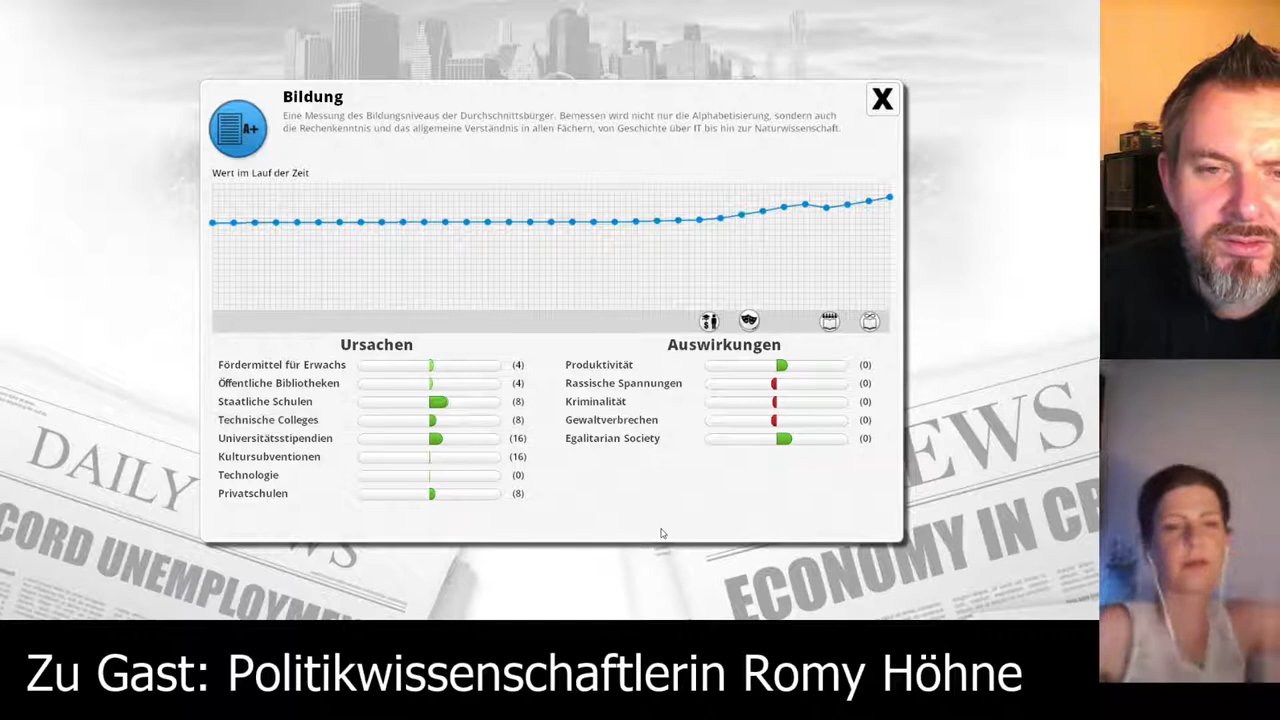 Bildung
X
Eine Messung des Bildungsniveaus der Durchschnittsbürger. Bemessen wird nicht nur die Alphabetisierung, sondern auch
die Rechenkenntnis und das allgemeine Verständnis in allen Fächern, von Geschichte über IT bis hin zur Naturwissenschaft.
A+
Wert im Lauf der Zeit
Ursachen
Fördermittel für Erwachs (4)
Öffentliche Bibliotheken (4)
Staatliche Schulen (8)
Technische Colleges (8)
Universitätsstipendien (16)
Kultursubventionen (16)
Technologie (0)
Privatschulen (8)
Auswirkungen
Produktivität (0)
Rassische Spannungen (0)
Kriminalität (0)
Gewaltverbrechen (0)
Egalitarian Society (0)
DAILY
NEWS
CORD UNEMPLOYME
ECONOMY IN CR
Zu Gast: Politikwissenschaftlerin Romy Höhne